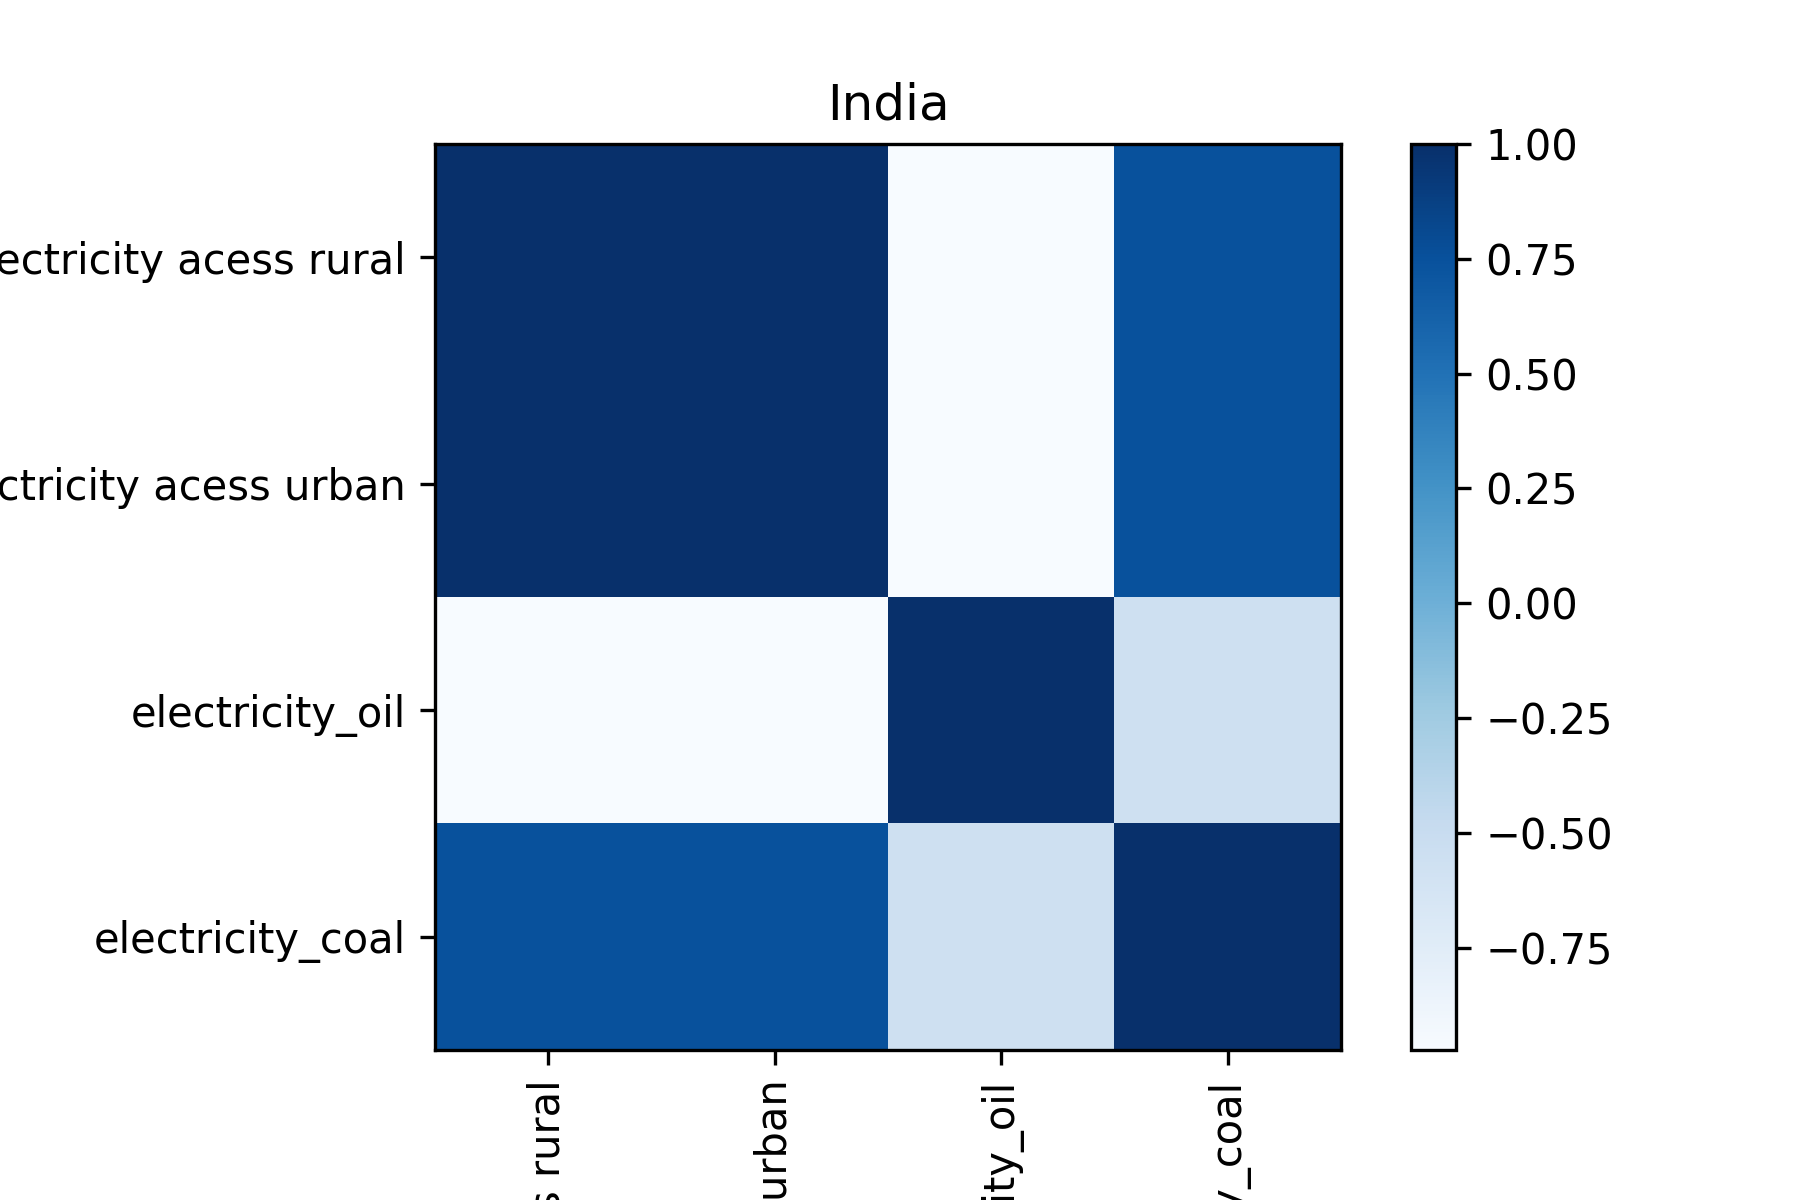 India
ectricity acess rural
ctricity acess urban
electricity_oil
electricity_coal
s rural
urban
ity_oil
y_coal
1.00
0.75
0.50
0.25
0.00
−0.25
−0.50
−0.75